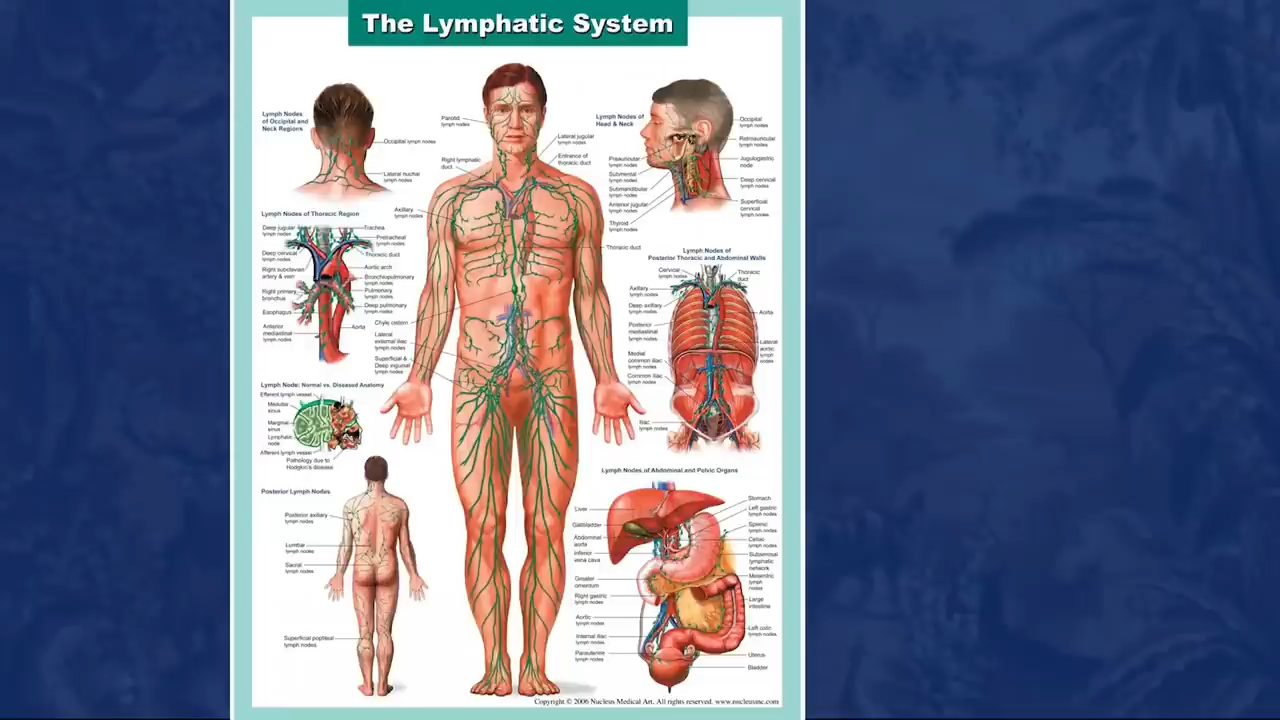 The Lymphatic System
Lymph Nodes
of Occipital and
Neck Regions
Occipital lymph nodes
Lateral nuchal
lymph nodes
Parotid
lymph nodes
Right lymphatic
duct
Axillary
lymph nodes
Lateral jugular
lymph nodes
Entrance of
thoracic duct
Thoracic duct
Chyle cistern
Lateral
external iliac
lymph nodes
Superficial &
Deep inguinal
lymph nodes
Lymph Nodes of
Head & Neck
Preauricular
lymph nodes
Submental
lymph nodes
Submandibular
lymph nodes
Anterior jugular
lymph nodes
Thyroid
lymph nodes
Occipital
lymph nodes
Retroauricular
lymph nodes
Jugulogastric
node
Deep cervical
lymph nodes
Superficial
cervical
lymph nodes
Lymph Nodes of Thoracic Region
Deep jugular
lymph nodes
Deep cervical
lymph nodes
Right subclavian
artery & vein
Right primary
bronchus
Esophagus
Anterior
mediastinal
lymph nodes
Trachea
Pretracheal
lymph nodes
Thoracic duct
Aortic arch
Bronchopulmonary
lymph nodes
Pulmonary
lymph nodes
Deep pulmonary
lymph nodes
Aorta
Lymph Nodes of
Posterior Thoracic and Abdominal Walls
Cervical
lymph nodes
Axillary
lymph nodes
Deep axillary
lymph nodes
Posterior
mediastinal
lymph nodes
Medial
common iliac
lymph nodes
Common iliac
lymph nodes
Iliac
lymph nodes
Thoracic
duct
Aorta
Lateral
aortic
lymph
nodes
Lymph Node: Normal vs. Diseased Anatomy
Efferent lymph vessel
Medulla
sinus
Marginal
sinus
Lymphatic
node
Afferent lymph vessel
Pathology due to
Hodgkin's disease
Posterior Lymph Nodes
Posterior axillary
lymph nodes
Lumbar
lymph nodes
Sacral
lymph nodes
Superficial popliteal
lymph nodes
Lymph Nodes of Abdominal and Pelvic Organs
Liver
Gallbladder
Abdominal
aorta
Inferior
vena cava
Greater
omentum
Right gastric
lymph nodes
Aortic
lymph nodes
Internal iliac
lymph nodes
Parauterine
lymph nodes
Stomach
Left gastric
lymph nodes
Splenic
lymph nodes
Celiac
lymph nodes
Subserosal
lymphatic
network
Mesentric
lymph
nodes
Large
intestine
Left colic
lymph nodes
Uterus
Bladder
Copyright © 2006 Nucleus Medical Art. All rights reserved. www.nucleusinc.com